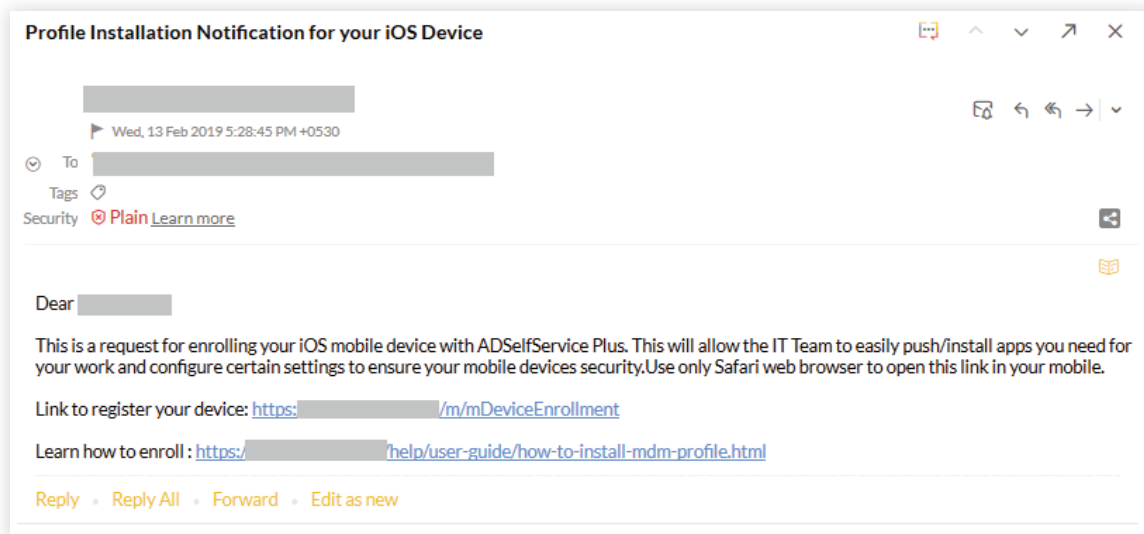 Profile Installation Notification for your iOS Device
Wed, 13 Feb 2019 5:28:45 PM +0530
To
Tags
Security Plain Learn more
Dear
This is a request for enrolling your iOS mobile device with ADSelfService Plus. This will allow the IT Team to easily push/install apps you need for
your work and configure certain settings to ensure your mobile devices security.Use only Safari web browser to open this link in your mobile.
Link to register your device: https: /m/mDeviceEnrollment
Learn how to enroll : https:/ /help/user-guide/how-to-install-mdm-profile.html
Reply Reply All Forward Edit as new